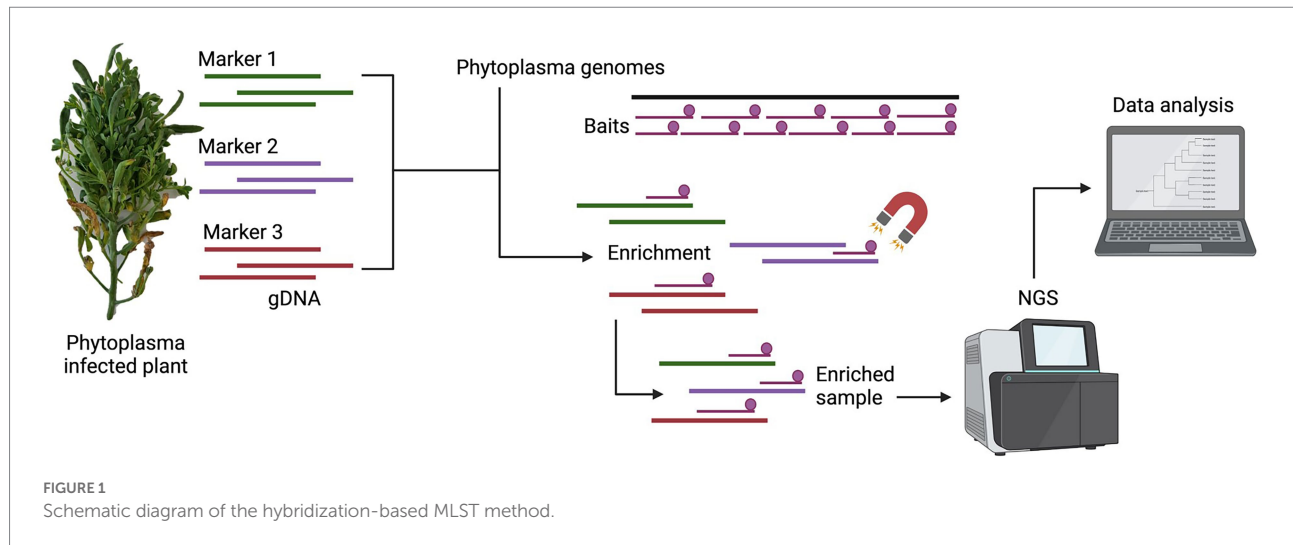 Marker 1
Marker 2
Marker 3
gDNA
Phytoplasma
infected plant
Phytoplasma genomes
Baits
Enrichment
Enriched
sample
NGS
Data analysis
FIGURE 1
Schematic diagram of the hybridization-based MLST method.